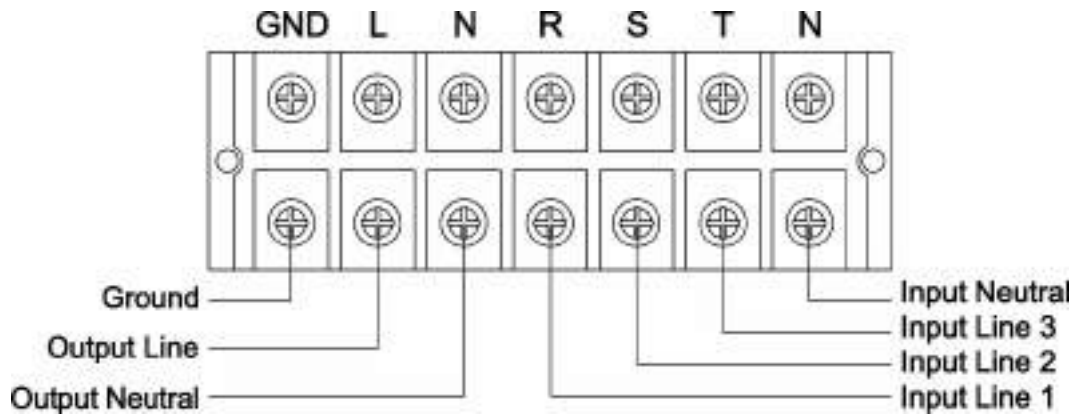 GND L N R S T N
Ground
Output Line
Output Neutral
Input Neutral
Input Line 3
Input Line 2
Input Line 1